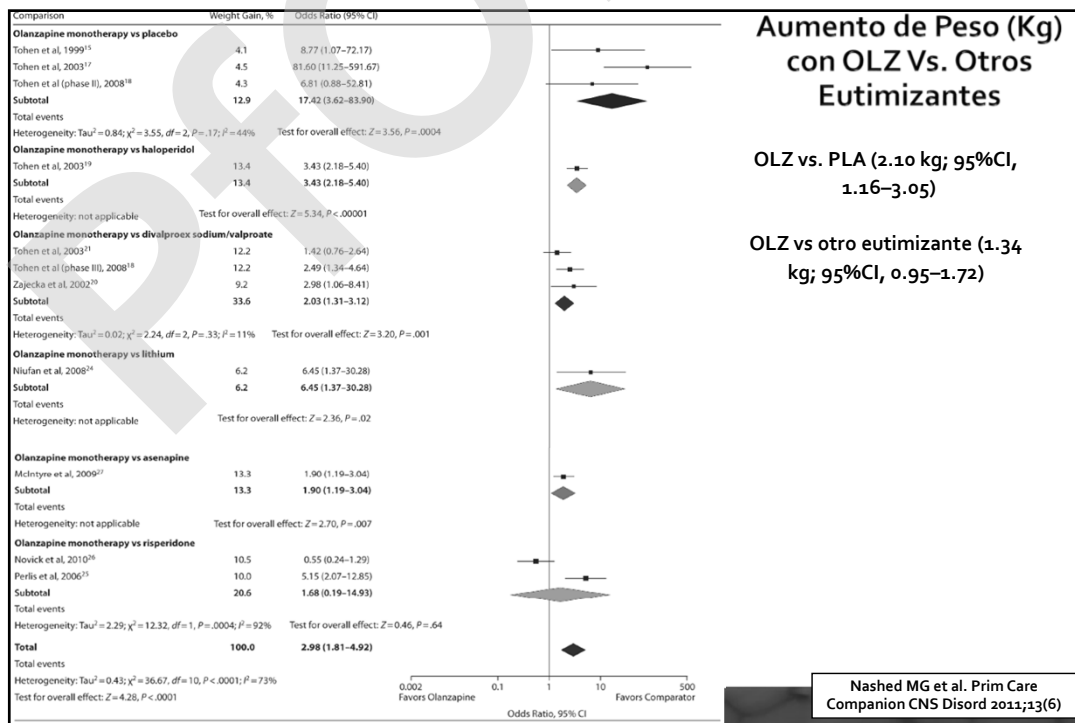 Comparison Weight Gain, % Odds Ratio (95% CI)
Olanzapine monotherapy vs placebo
Tohen et al, 1999¹⁵ 4.1 8.77 (1.07–72.17)
Tohen et al, 2003¹⁷ 4.5 81.60 (11.25–591.67)
Tohen et al (phase II), 2008¹⁸ 4.3 6.81 (0.88–52.81)
Subtotal 12.9 17.42 (3.62–83.90)
Total events
Heterogeneity: Tau² = 0.84; χ² = 3.55, df = 2, P = .17; I² = 44% Test for overall effect: Z = 3.56, P = .0004
Olanzapine monotherapy vs haloperidol
Tohen et al, 2003¹⁹ 13.4 3.43 (2.18–5.40)
Subtotal 13.4 3.43 (2.18–5.40)
Total events
Heterogeneity: not applicable Test for overall effect: Z = 5.34, P < .00001
Olanzapine monotherapy vs divalproex sodium/valproate
Tohen et al, 2003²¹ 12.2 1.42 (0.76–2.64)
Tohen et al (phase III), 2008¹⁸ 12.2 2.49 (1.34–4.64)
Zajecka et al, 2002²⁰ 9.2 2.98 (1.06–8.41)
Subtotal 33.6 2.03 (1.31–3.12)
Total events
Heterogeneity: Tau² = 0.02; χ² = 2.24, df = 2, P = .33; I² = 11% Test for overall effect: Z = 3.20, P = .001
Olanzapine monotherapy vs lithium
Niufan et al, 2008²⁴ 6.2 6.45 (1.37–30.28)
Subtotal 6.2 6.45 (1.37–30.28)
Total events
Heterogeneity: not applicable Test for overall effect: Z = 2.36, P = .02
Olanzapine monotherapy vs asenapine
McIntyre et al, 2009²⁷ 13.3 1.90 (1.19–3.04)
Subtotal 13.3 1.90 (1.19–3.04)
Total events
Heterogeneity: not applicable Test for overall effect: Z = 2.70, P = .007
Olanzapine monotherapy vs risperidone
Novick et al, 2010²⁶ 10.5 0.55 (0.24–1.29)
Perlis et al, 2006²⁵ 10.0 5.15 (2.07–12.85)
Subtotal 20.6 1.68 (0.19–14.93)
Total events
Heterogeneity: Tau² = 2.29; χ² = 12.32, df = 1, P = .0004; I² = 92% Test for overall effect: Z = 0.46, P = .64
Total 100.0 2.98 (1.81–4.92)
Total events
Heterogeneity: Tau² = 0.43; χ² = 36.67, df = 10, P < .0001; I² = 73%
Test for overall effect: Z = 4.28, P < .0001
0.002 0.1 1 10 500
Favors Olanzapine Favors Comparator
Odds Ratio, 95% CI
Aumento de Peso (Kg)
con OLZ Vs. Otros
Eutimizantes
OLZ vs. PLA (2.10 kg; 95%CI,
1.16–3.05)
OLZ vs otro eutimizante (1.34
kg; 95%CI, 0.95–1.72)
Nashed MG et al. Prim Care
Companion CNS Disord 2011;13(6)